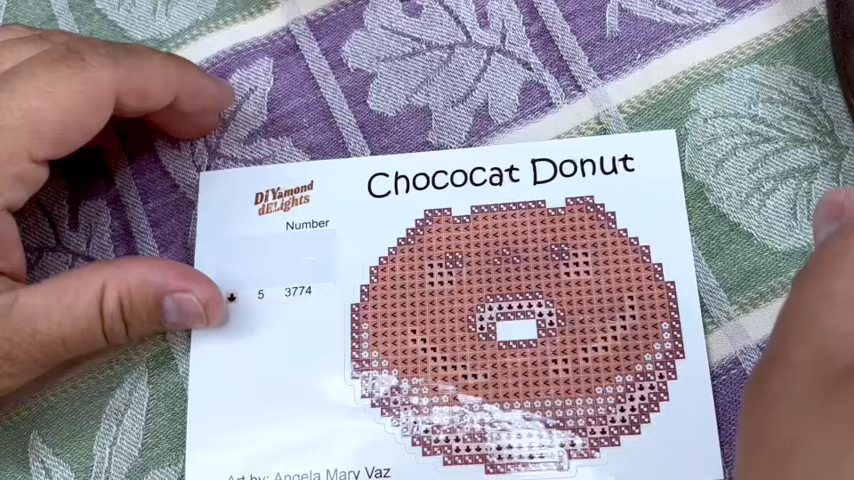 Chococat Donut
DiYamond
dELights
Number
5 3774
Art by: Angela Mary Vaz